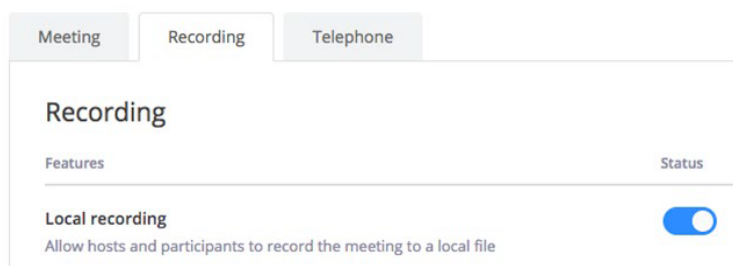 Meeting Recording Telephone
Recording
Features Status
Local recording
Allow hosts and participants to record the meeting to a local file